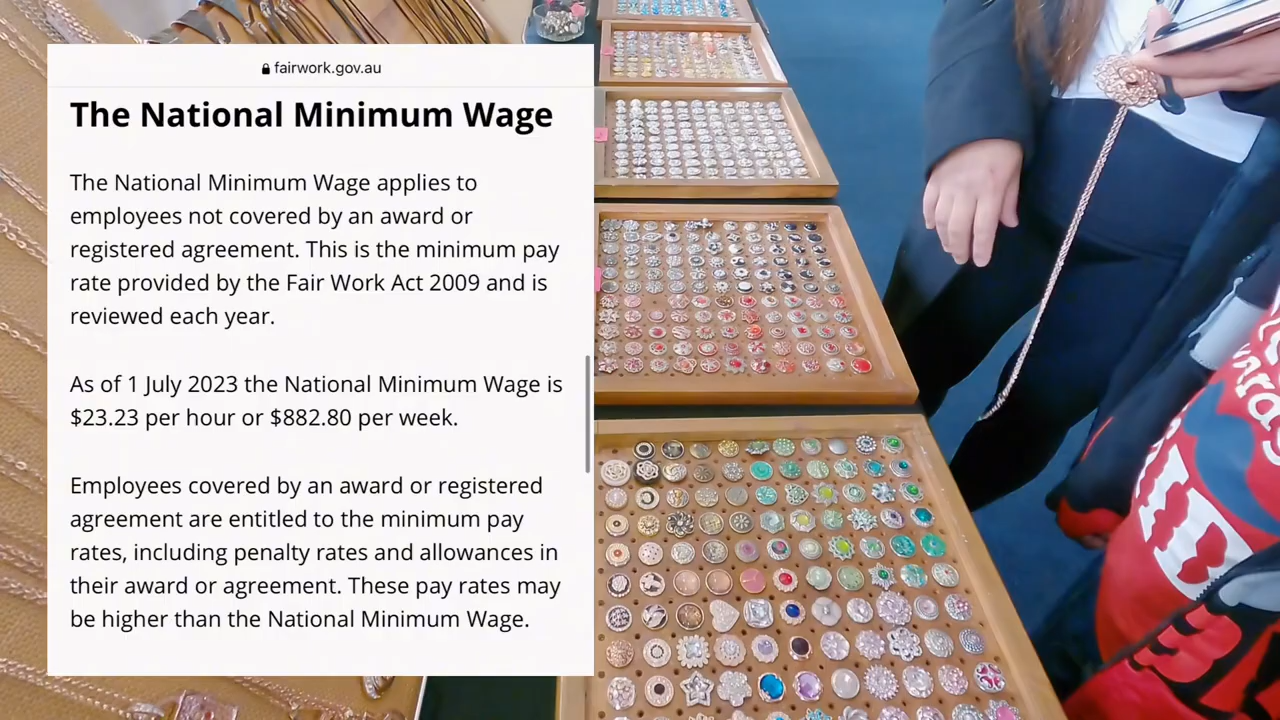 fairwork.gov.au
The National Minimum Wage
The National Minimum Wage applies to
employees not covered by an award or
registered agreement. This is the minimum pay
rate provided by the Fair Work Act 2009 and is
reviewed each year.
As of 1 July 2023 the National Minimum Wage is
$23.23 per hour or $882.80 per week.
Employees covered by an award or registered
agreement are entitled to the minimum pay
rates, including penalty rates and allowances in
their award or agreement. These pay rates may
be higher than the National Minimum Wage.